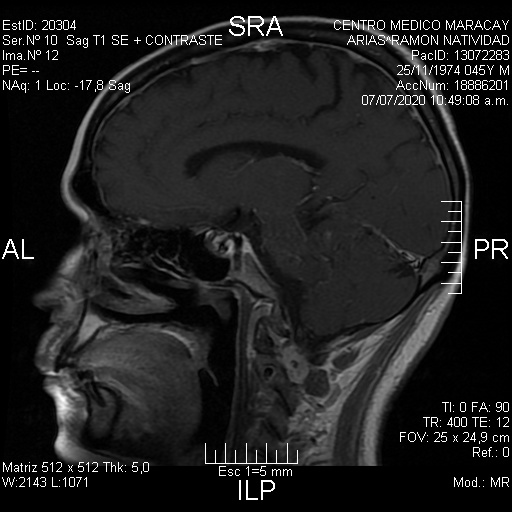 EstID: 20304
Ser.Nº 10 Sag T1 SE + CONTRASTE
Ima.Nº 12
PE= --
NAq: 1 Loc: -17,8 Sag
SRA
CENTRO MEDICO MARACAY
ARIAS^RAMON NATIVIDAD
PacID: 13072283
25/11/1974 045Y M
AccNum: 18886201
07/07/2020 10:49:08 a.m.
AL
PR
TI: 0 FA: 90
TR: 400 TE: 12
FOV: 25 x 24,9 cm
Ref.: 0
Matriz 512 x 512 Thk: 5,0
W:2143 L:1071
Esc 1=5 mm
ILP
Mod.: MR